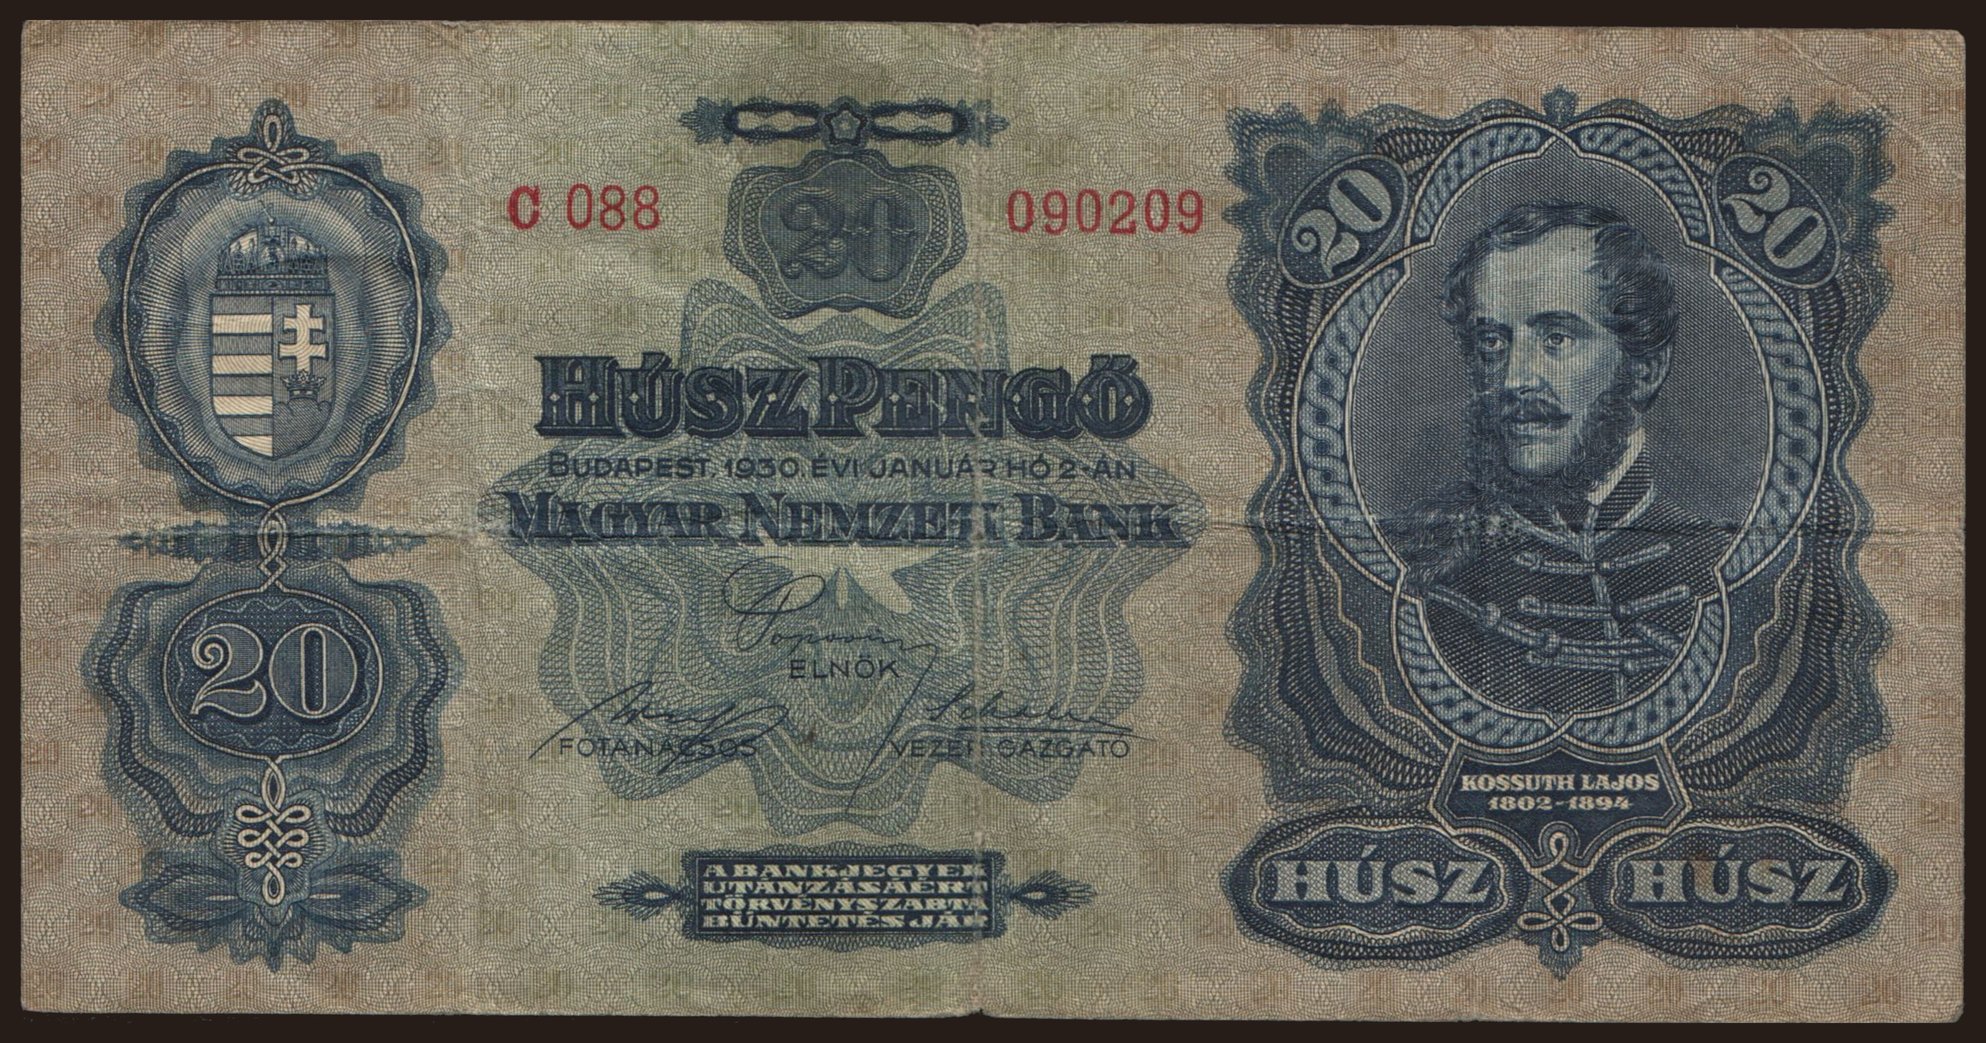 C 088
090209
20
20
20
HÚSZ PENGŐ
BUDAPEST, 1930. ÉVI JANUÁR HÓ 2-ÁN
MAGYAR NEMZETI BANK
20
ELNÖK
FŐTANÁCSOS
VEZÉRIGAZGATÓ
KOSSUTH LAJOS
1802-1894
HÚSZ
HÚSZ
A BANKJEGYEK
UTÁNZÁSÁÉRT
TÖRVÉNYSZABTA
BÜNTETÉS JÁR